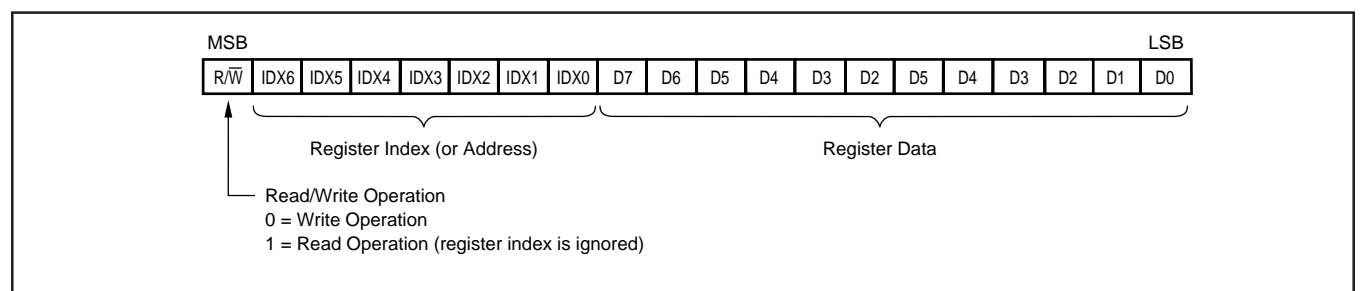 MSB LSB
R/W̅ IDX6 IDX5 IDX4 IDX3 IDX2 IDX1 IDX0 D7 D6 D5 D4 D3 D2 D5 D4 D3 D2 D1 D0
Register Index (or Address) Register Data
Read/Write Operation
0 = Write Operation
1 = Read Operation (register index is ignored)